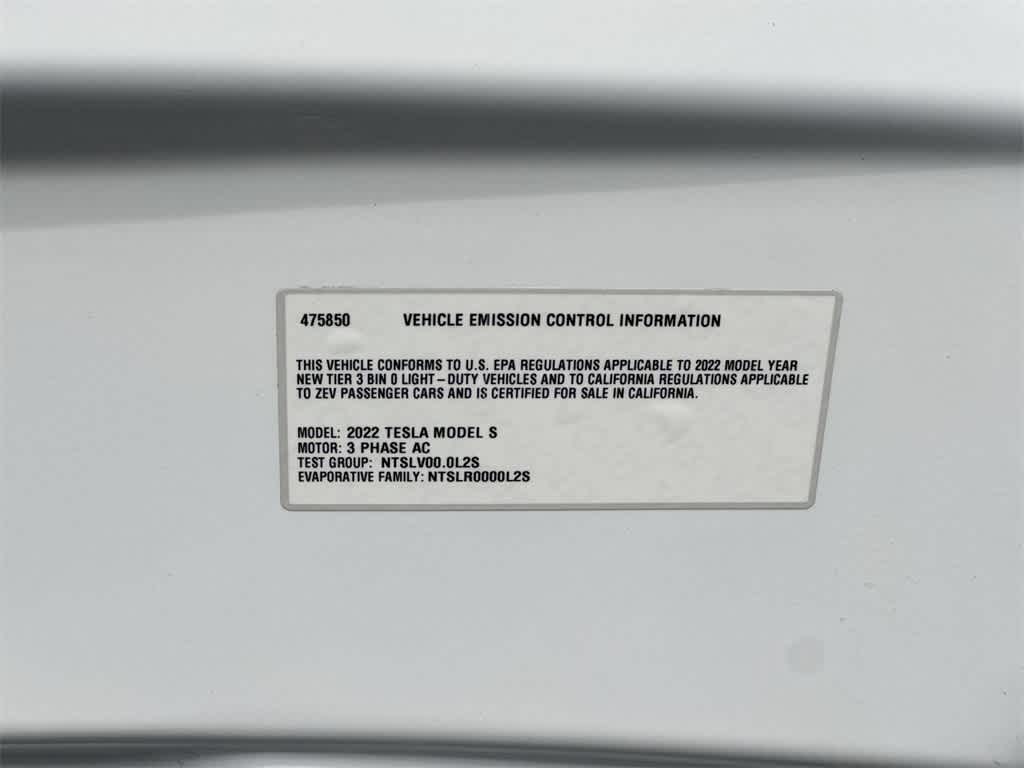 475850 VEHICLE EMISSION CONTROL INFORMATION
THIS VEHICLE CONFORMS TO U.S. EPA REGULATIONS APPLICABLE TO 2022 MODEL YEAR
NEW TIER 3 BIN 0 LIGHT-DUTY VEHICLES AND TO CALIFORNIA REGULATIONS APPLICABLE
TO ZEV PASSENGER CARS AND IS CERTIFIED FOR SALE IN CALIFORNIA.
MODEL: 2022 TESLA MODEL S
MOTOR: 3 PHASE AC
TEST GROUP: NTSLV00.0L2S
EVAPORATIVE FAMILY: NTSLR0000L2S